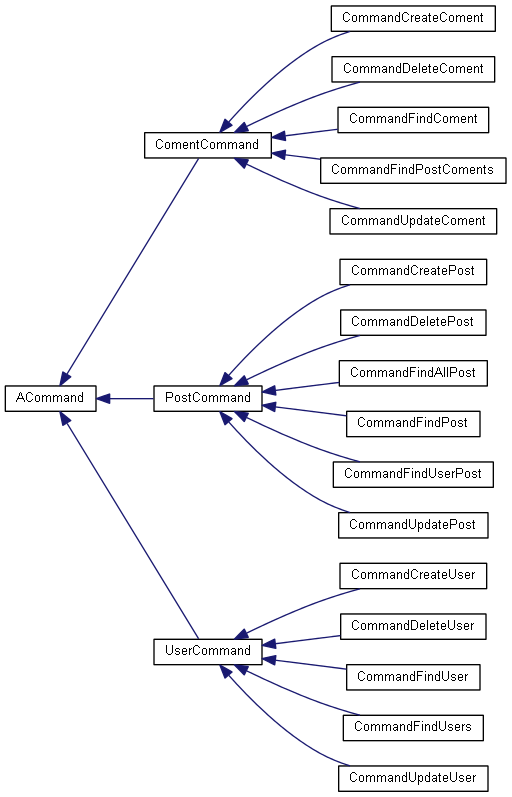 CommandCreateComent
CommandDeleteComent
CommandFindComent
ComentCommand
CommandFindPostComents
CommandUpdateComent
CommandCreatePost
CommandDeletePost
CommandFindAllPost
ACommand
PostCommand
CommandFindPost
CommandFindUserPost
CommandUpdatePost
CommandCreateUser
CommandDeleteUser
UserCommand
CommandFindUser
CommandFindUsers
CommandUpdateUser